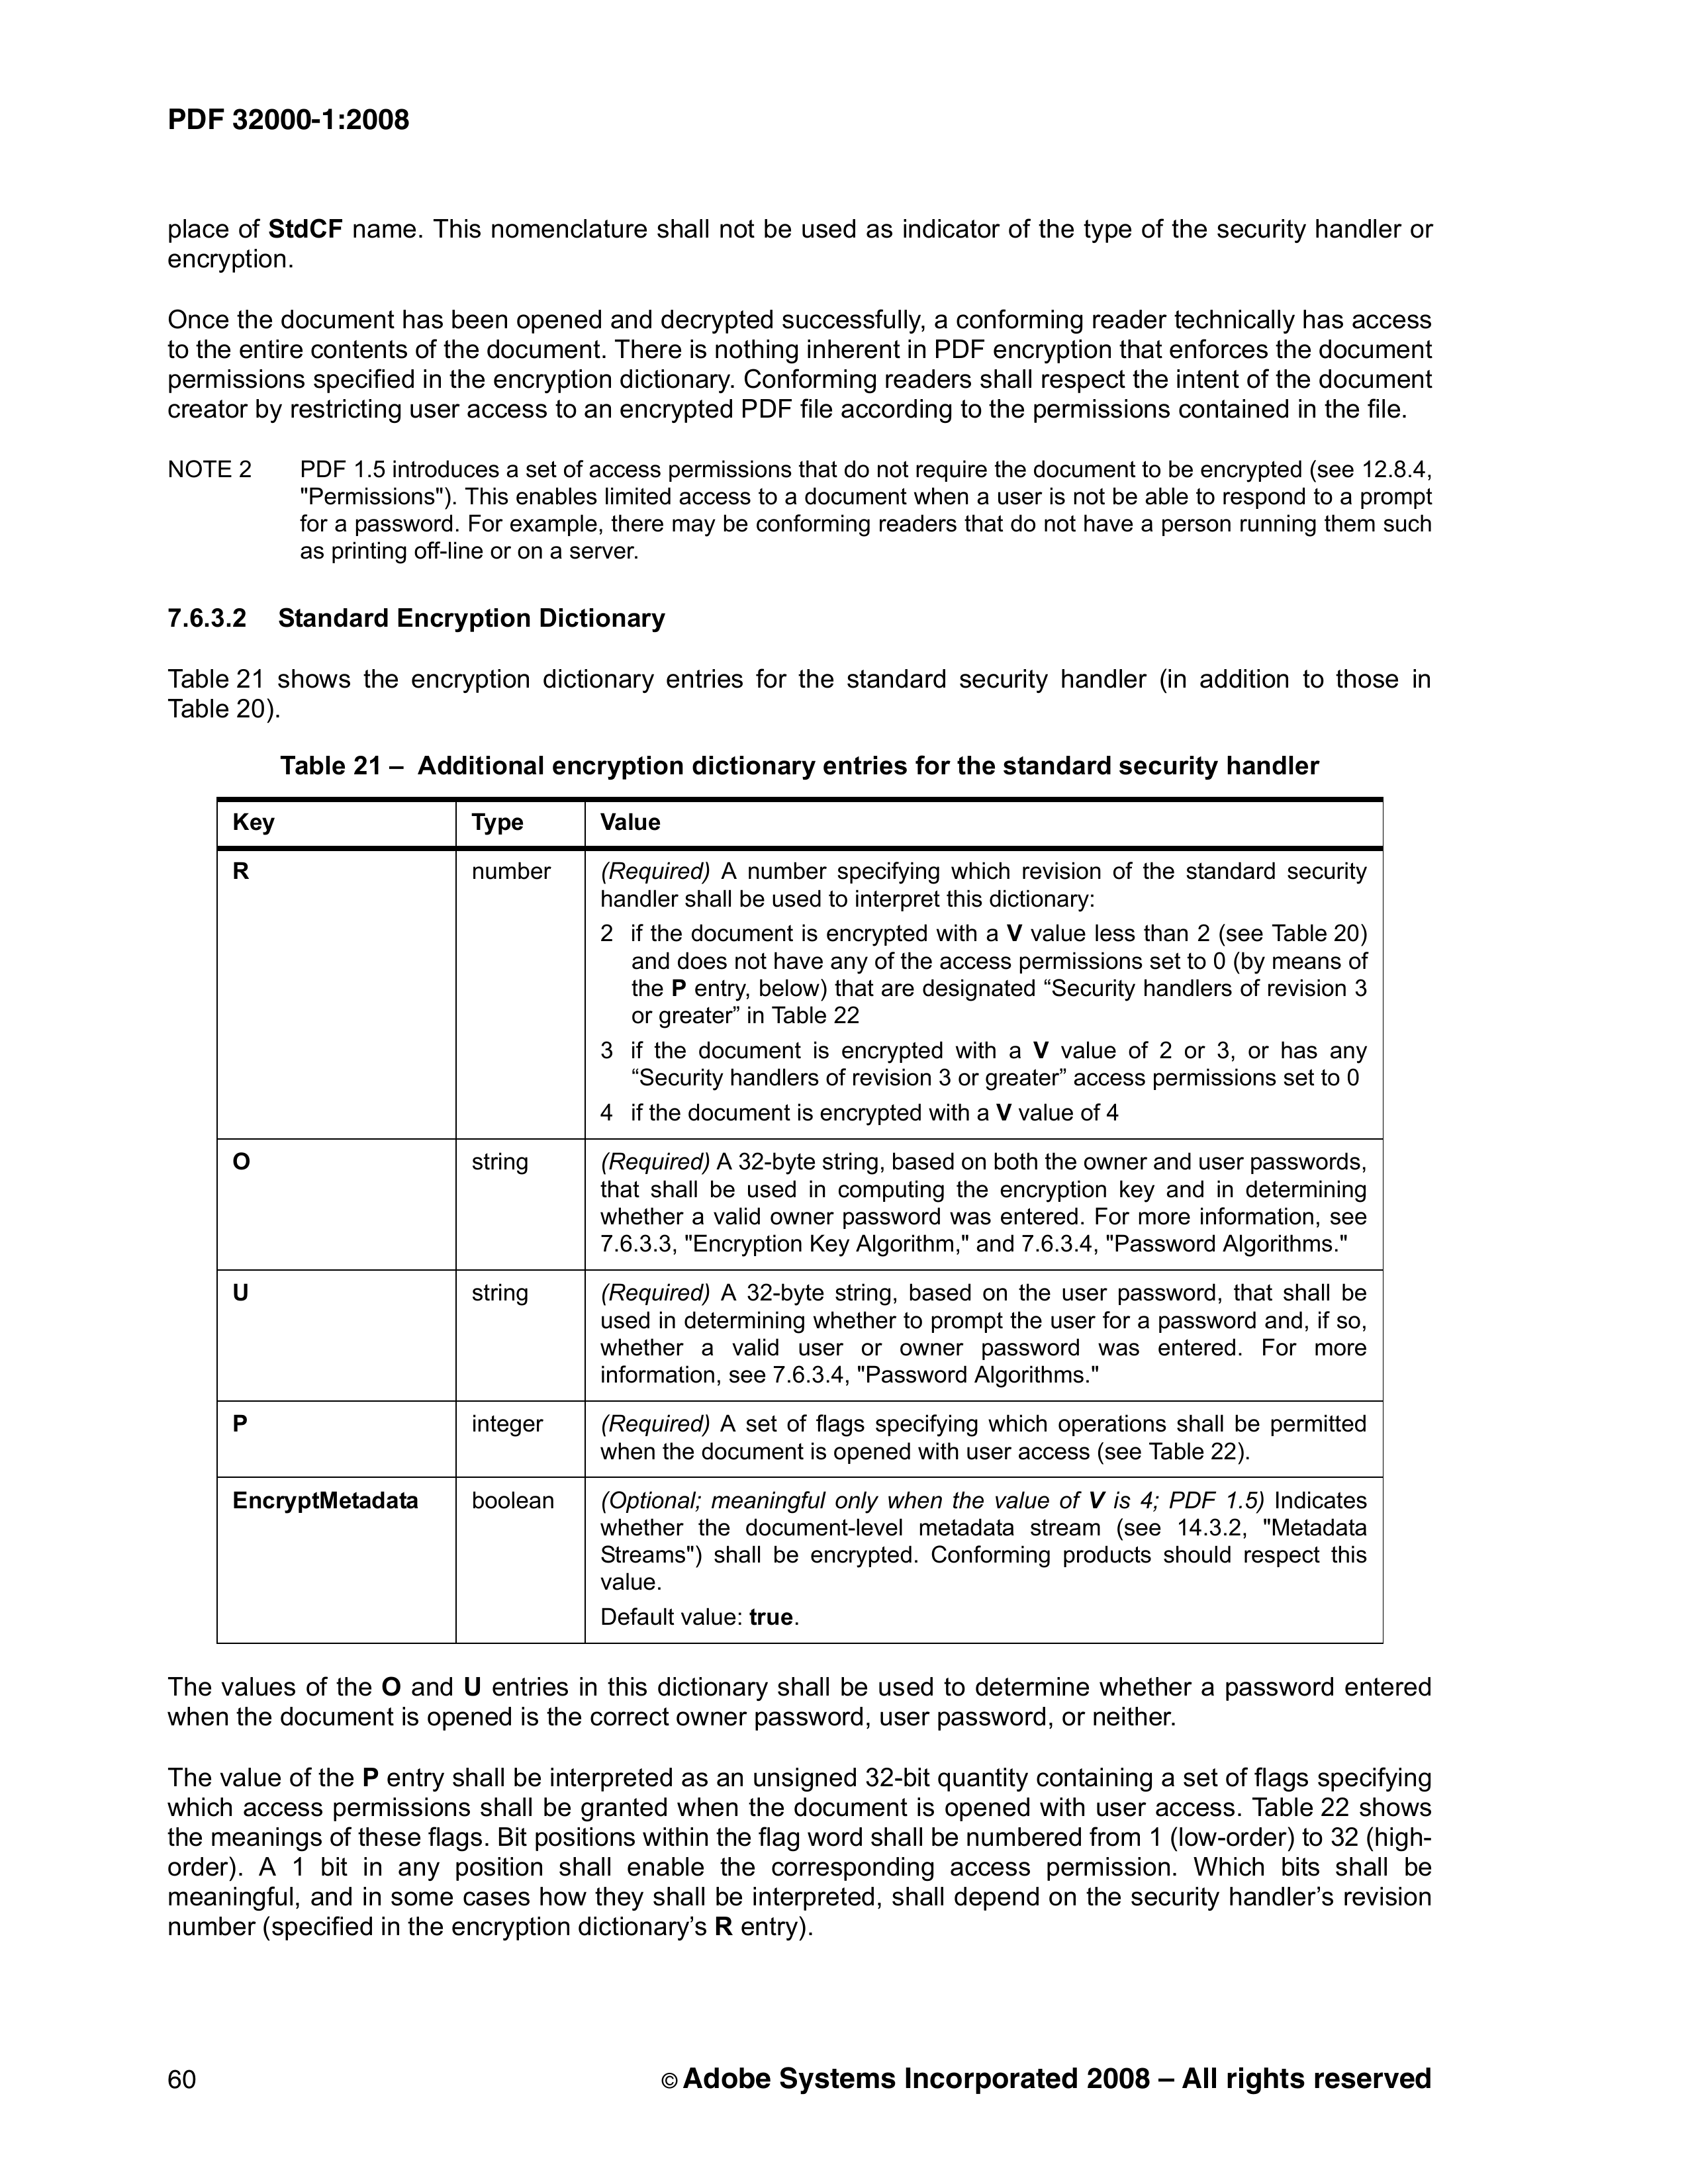 PDF 32000-1:2008
place of StdCF name. This nomenclature shall not be used as indicator of the type of the security handler or
encryption.
Once the document has been opened and decrypted successfully, a conforming reader technically has access
to the entire contents of the document. There is nothing inherent in PDF encryption that enforces the document
permissions specified in the encryption dictionary. Conforming readers shall respect the intent of the document
creator by restricting user access to an encrypted PDF file according to the permissions contained in the file.
NOTE 2 PDF 1.5 introduces a set of access permissions that do not require the document to be encrypted (see 12.8.4,
"Permissions"). This enables limited access to a document when a user is not be able to respond to a prompt
for a password. For example, there may be conforming readers that do not have a person running them such
as printing off-line or on a server.
7.6.3.2 Standard Encryption Dictionary
Table 21 shows the encryption dictionary entries for the standard security handler (in addition to those in
Table 20).
Table 21 – Additional encryption dictionary entries for the standard security handler
Key Type Value
R number (Required) A number specifying which revision of the standard security
handler shall be used to interpret this dictionary:
2 if the document is encrypted with a V value less than 2 (see Table 20)
and does not have any of the access permissions set to 0 (by means of
the P entry, below) that are designated “Security handlers of revision 3
or greater” in Table 22
3 if the document is encrypted with a V value of 2 or 3, or has any
“Security handlers of revision 3 or greater” access permissions set to 0
4 if the document is encrypted with a V value of 4
O string (Required) A 32-byte string, based on both the owner and user passwords,
that shall be used in computing the encryption key and in determining
whether a valid owner password was entered. For more information, see
7.6.3.3, "Encryption Key Algorithm," and 7.6.3.4, "Password Algorithms."
U string (Required) A 32-byte string, based on the user password, that shall be
used in determining whether to prompt the user for a password and, if so,
whether a valid user or owner password was entered. For more
information, see 7.6.3.4, "Password Algorithms."
P integer (Required) A set of flags specifying which operations shall be permitted
when the document is opened with user access (see Table 22).
EncryptMetadata boolean (Optional; meaningful only when the value of V is 4; PDF 1.5) Indicates
whether the document-level metadata stream (see 14.3.2, "Metadata
Streams") shall be encrypted. Conforming products should respect this
value.
Default value: true.
The values of the O and U entries in this dictionary shall be used to determine whether a password entered
when the document is opened is the correct owner password, user password, or neither.
The value of the P entry shall be interpreted as an unsigned 32-bit quantity containing a set of flags specifying
which access permissions shall be granted when the document is opened with user access. Table 22 shows
the meanings of these flags. Bit positions within the flag word shall be numbered from 1 (low-order) to 32 (high-
order). A 1 bit in any position shall enable the corresponding access permission. Which bits shall be
meaningful, and in some cases how they shall be interpreted, shall depend on the security handler’s revision
number (specified in the encryption dictionary’s R entry).
60 © Adobe Systems Incorporated 2008 – All rights reserved